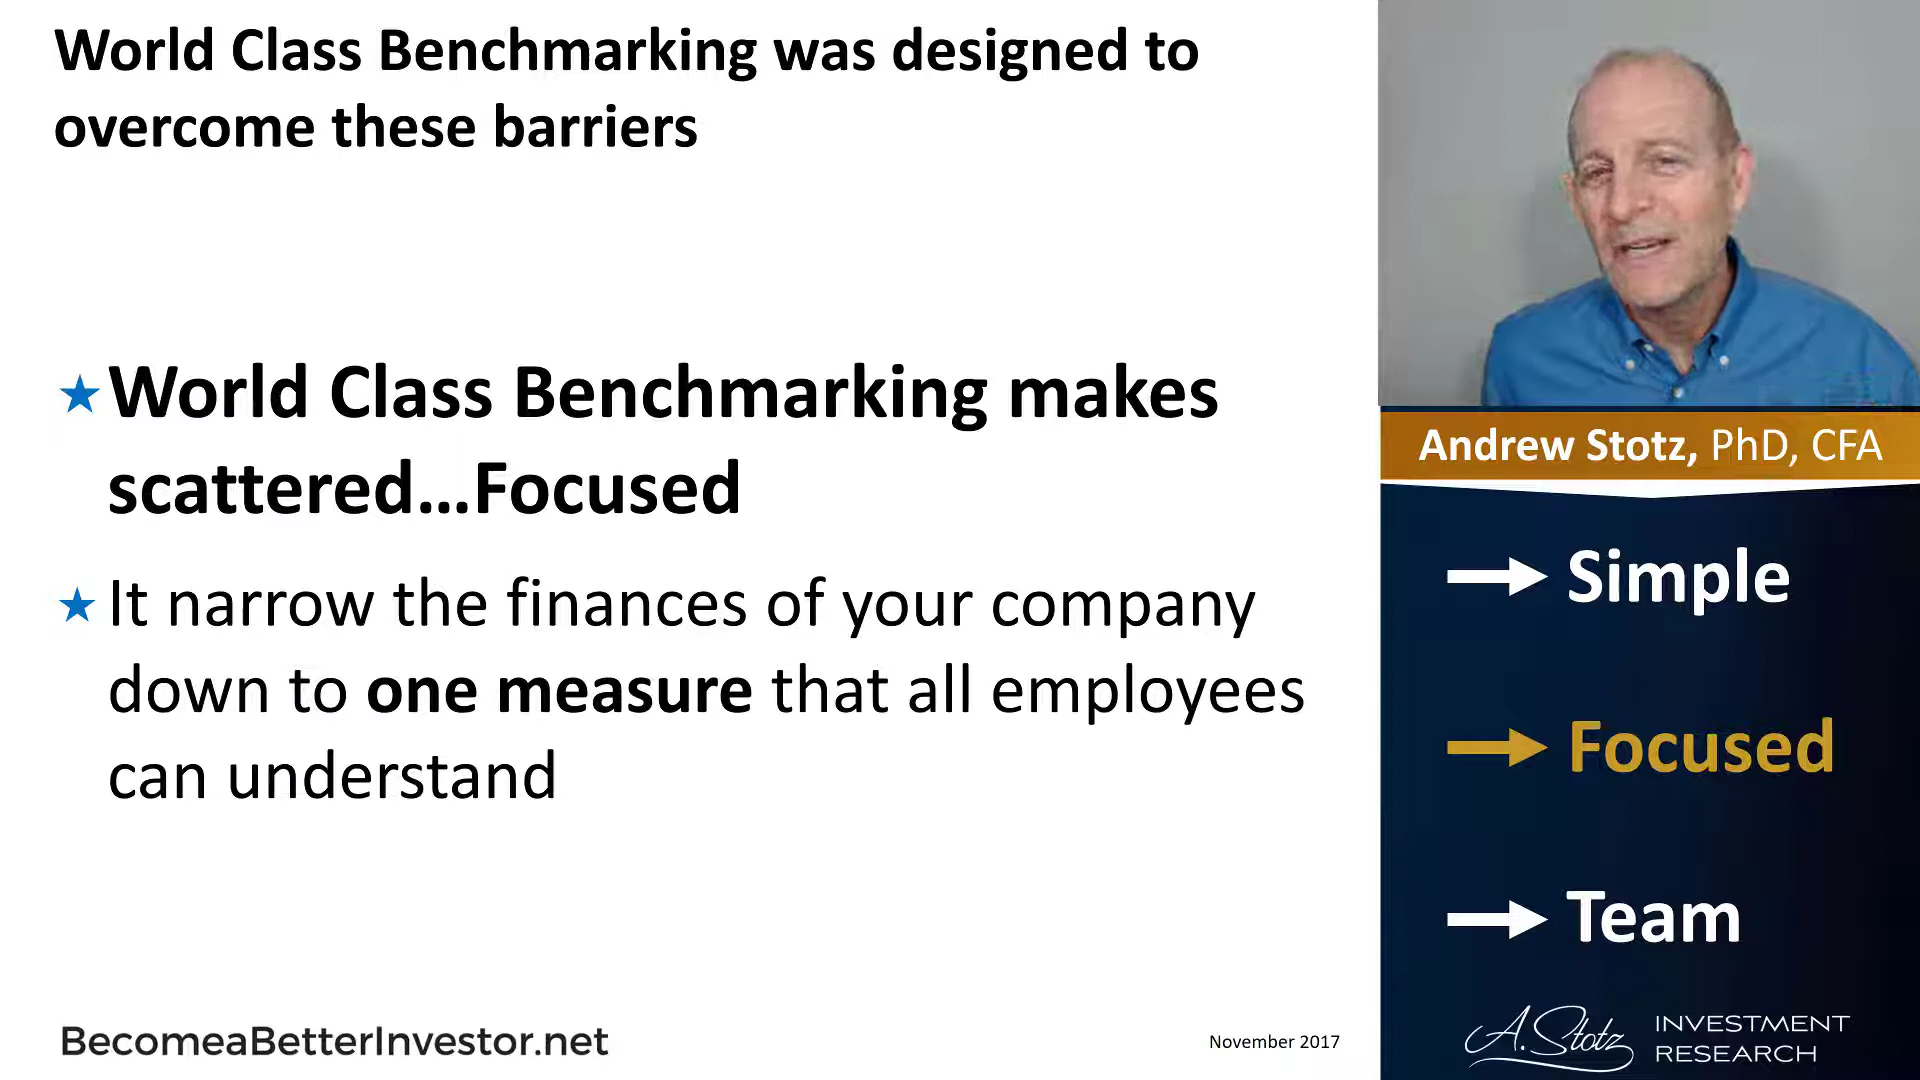 World Class Benchmarking was designed to
overcome these barriers
World Class Benchmarking makes
scattered...Focused
It narrow the finances of your company
down to one measure that all employees
can understand
BecomeaBetterInvestor.net
November 2017
Andrew Stotz, PhD, CFA
Simple
Focused
Team
A.Stotz
INVESTMENT
RESEARCH